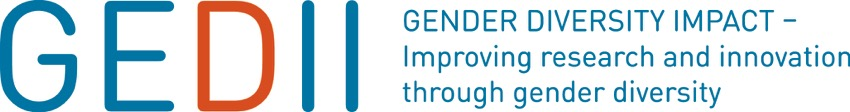 GEDII
GENDER DIVERSITY IMPACT –
Improving research and innovation
through gender diversity